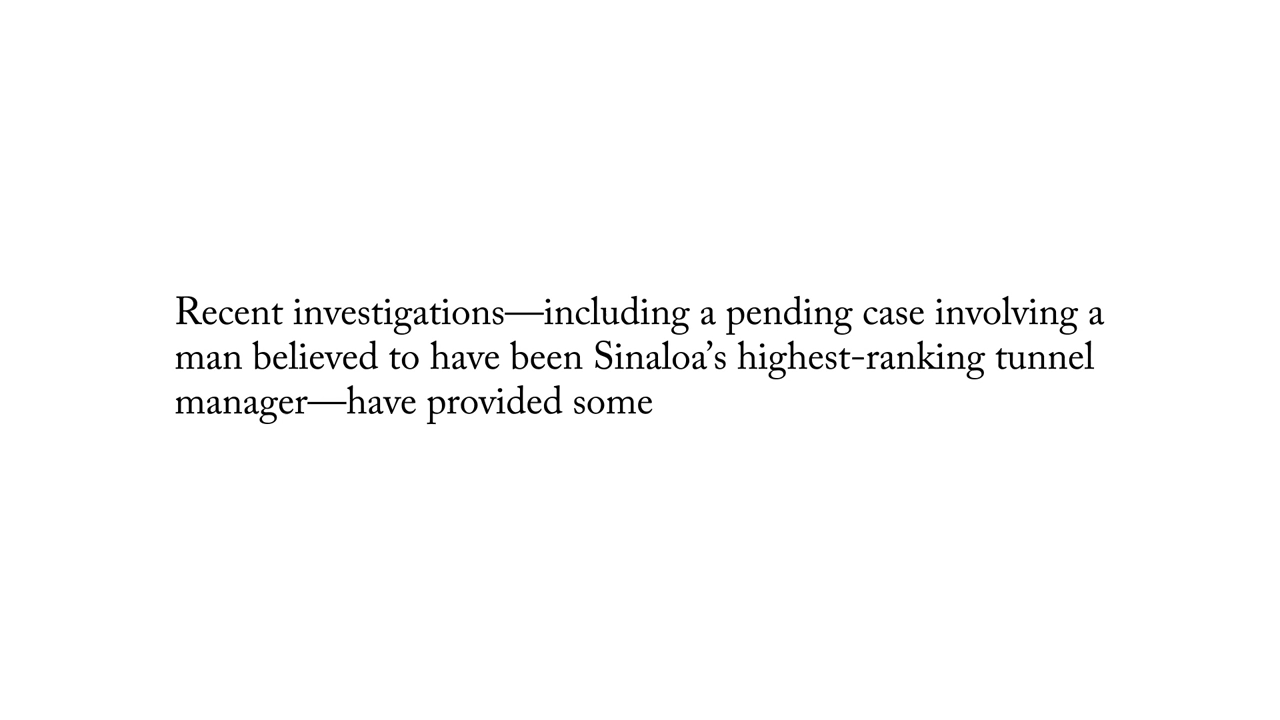 Recent investigations—including a pending case involving a
man believed to have been Sinaloa’s highest-ranking tunnel
manager—have provided some